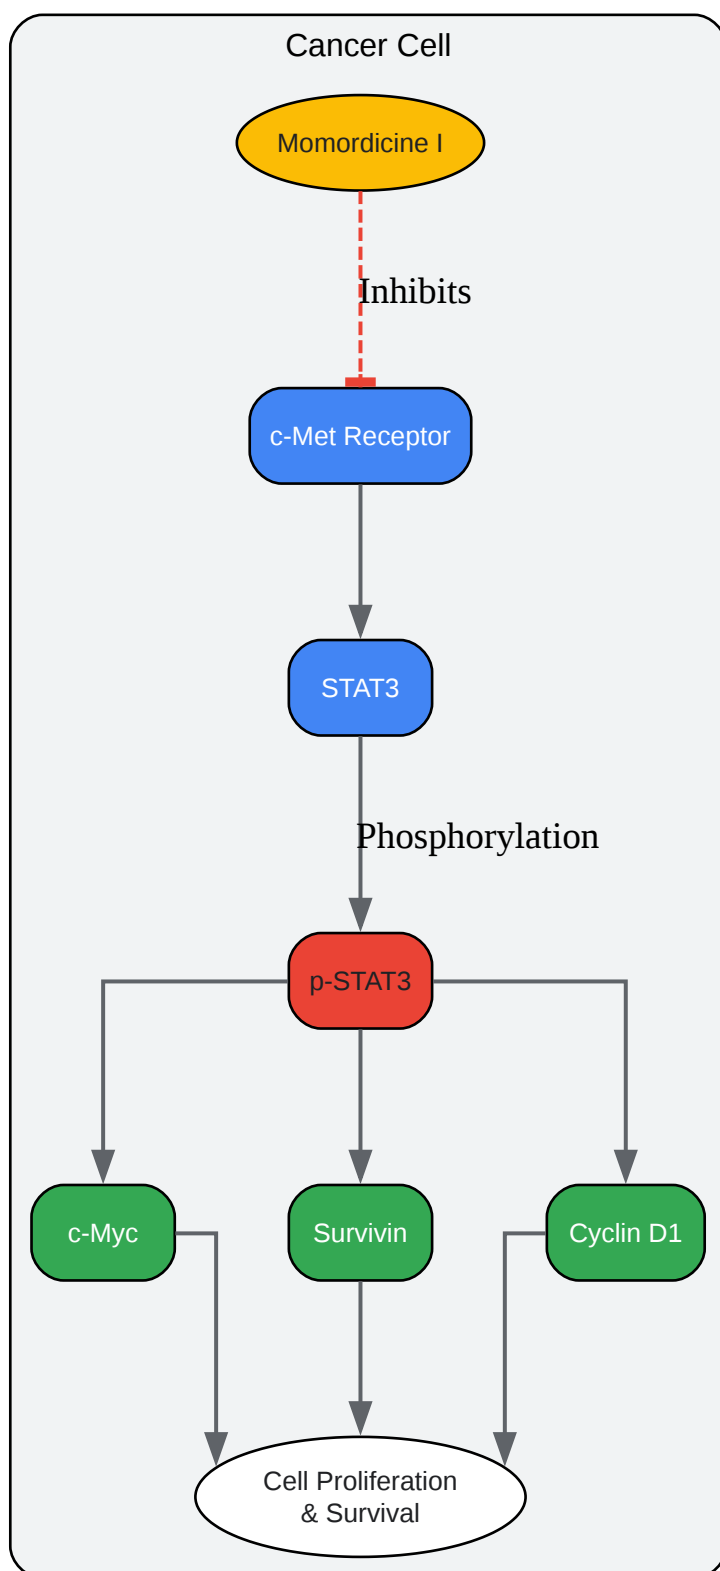 Cancer Cell
Momordicine I
Inhibits
c-Met Receptor
STAT3
Phosphorylation
p-STAT3
c-Myc
Survivin
Cyclin D1
Cell Proliferation
& Survival